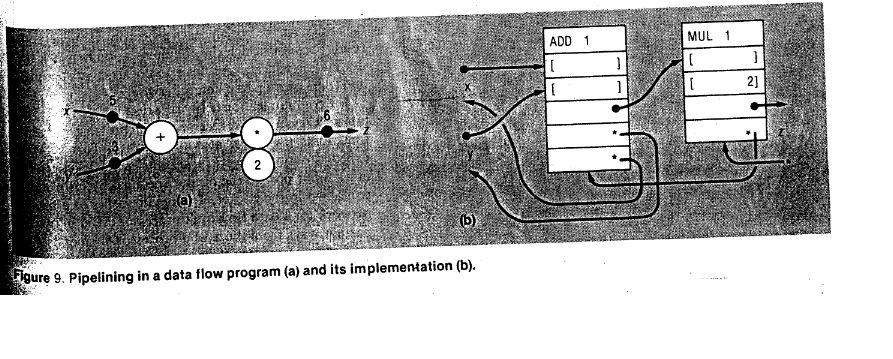 ADD 1
MUL 1
[ ]
[ ]
[ ]
[ 2]
*
*
*
x
y
z
(b)
x
5
y
3
+
*
2
6
z
(a)
Figure 9. Pipelining in a data flow program (a) and its implementation (b).